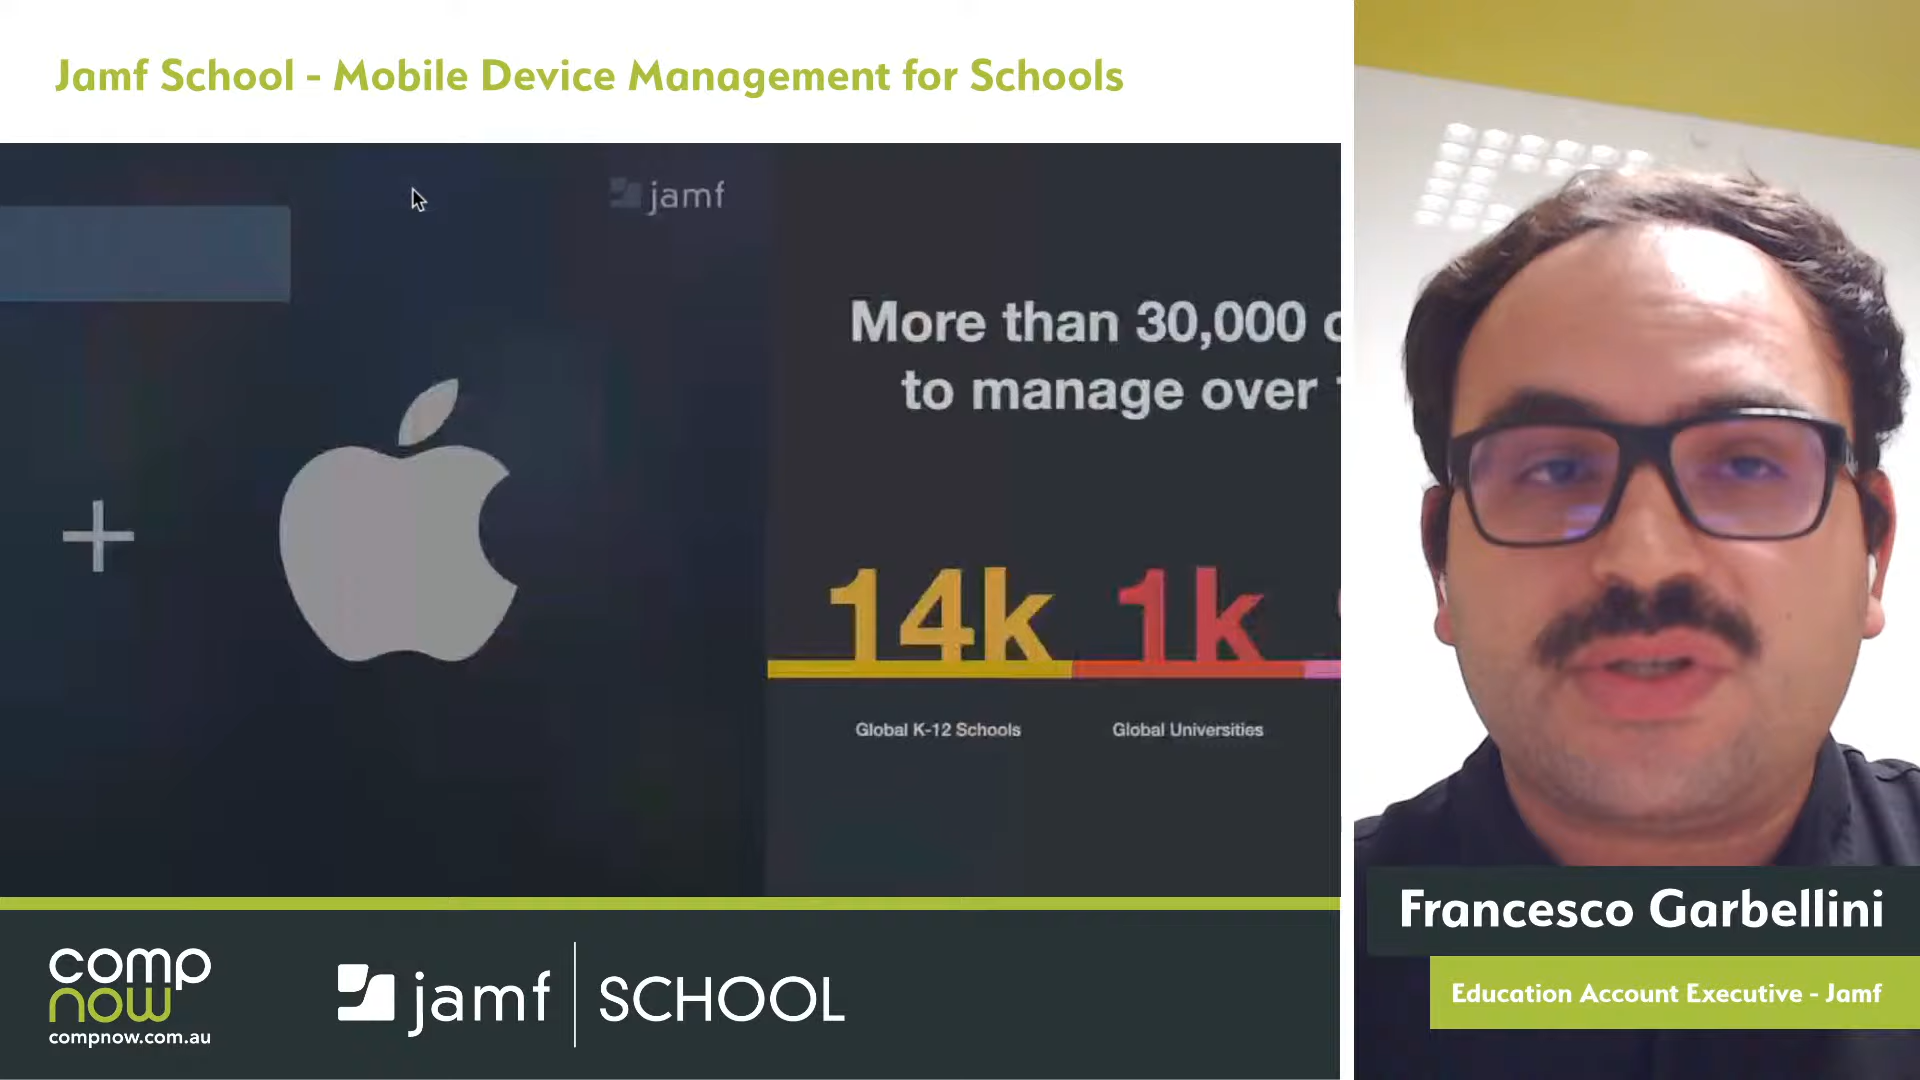 Jamf School - Mobile Device Management for Schools
jamf
+
More than 30,000
to manage over
14k
1k
Global K-12 Schools
Global Universities
comp
now
compnow.com.au
jamf | SCHOOL
Francesco Garbellini
Education Account Executive - Jamf